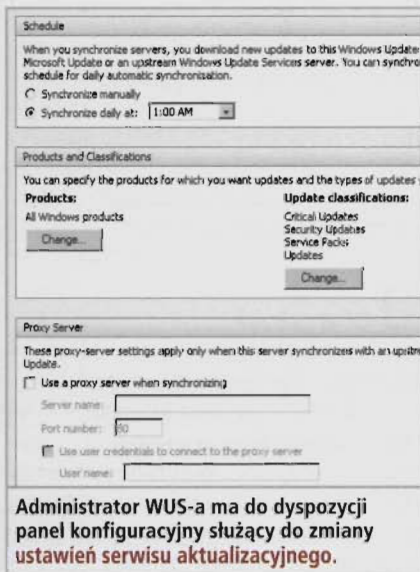 Schedule
When you synchronize servers, you download new updates to this Windows Update
Microsoft Update or an upstream Windows Update Services server. You can synchro
schedule for daily automatic synchronization.
Synchronize manually
Synchronize daily at: 1:00 AM
Products and Classifications
You can specify the products for which you want updates and the types of updates
Products: Update classifications:
All Windows products Critical Updates
Security Updates
Service Packs
Updates
Change...
Change...
Proxy Server
These proxy-server settings apply only when this server synchronizes with an upstre
Update.
Use a proxy server when synchronizing
Server name:
Port number: 80
Use user credentials to connect to the proxy server
User name:
Administrator WUS-a ma do dyspozycji
panel konfiguracyjny służący do zmiany
ustawień serwisu aktualizacyjnego.